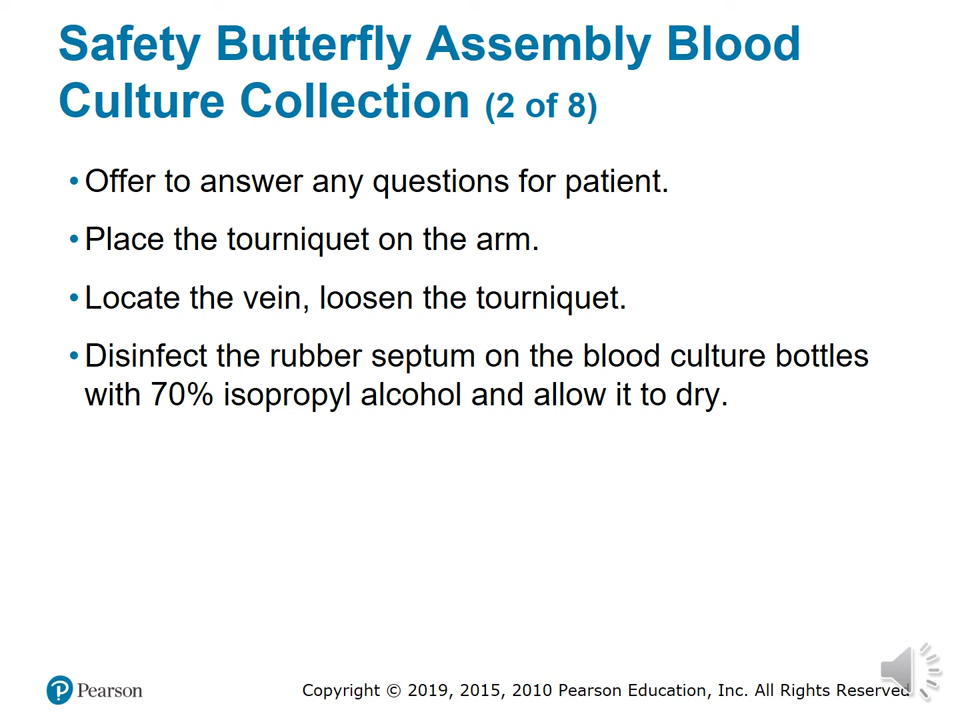 Safety Butterfly Assembly Blood
Culture Collection (2 of 8)
• Offer to answer any questions for patient.
• Place the tourniquet on the arm.
• Locate the vein, loosen the tourniquet.
• Disinfect the rubber septum on the blood culture bottles
with 70% isopropyl alcohol and allow it to dry.
P Pearson
Copyright © 2019, 2015, 2010 Pearson Education, Inc. All Rights Reserved